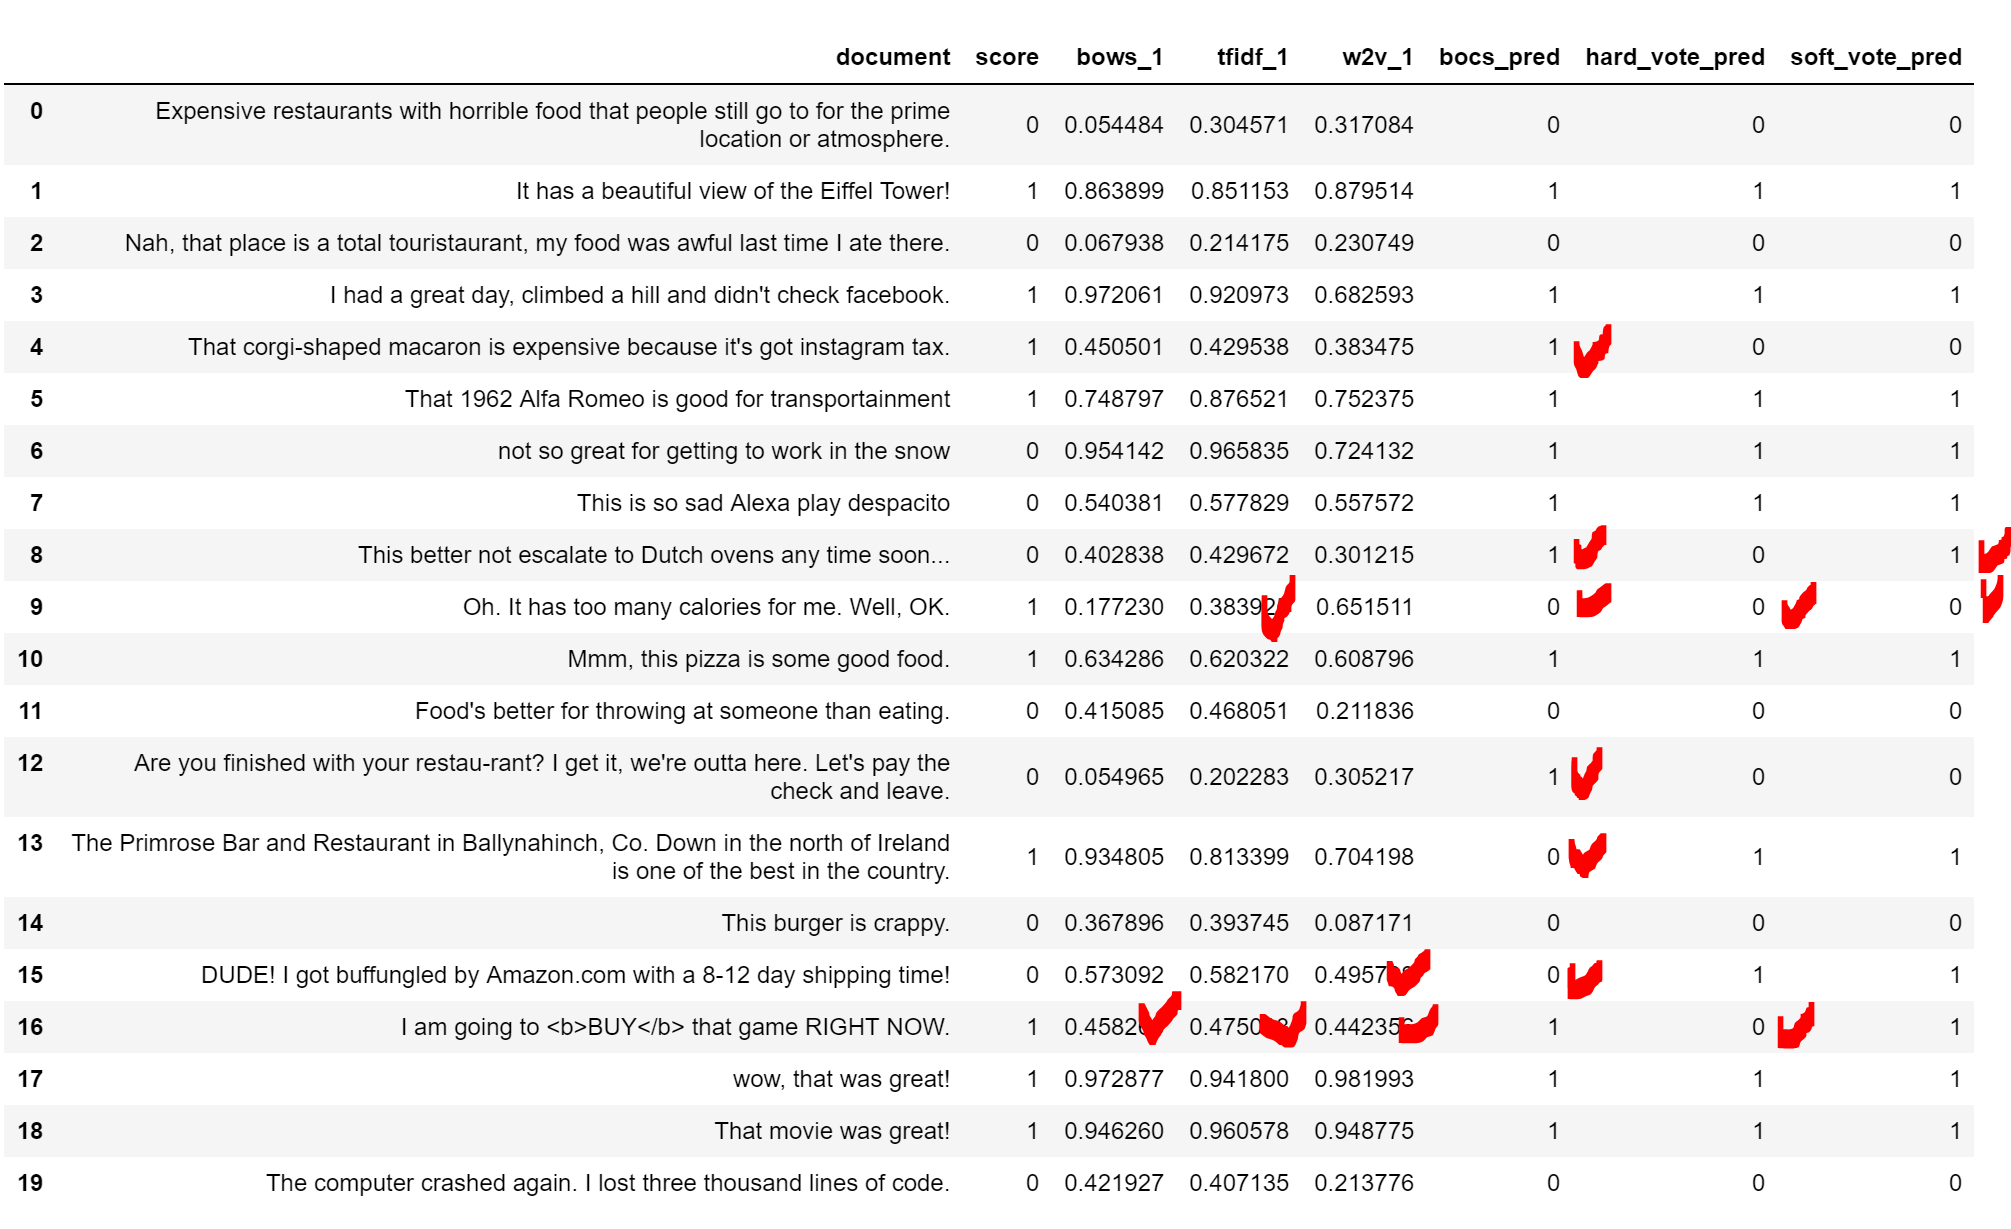 document score bows_1 tfidf_1 w2v_1 bocs_pred hard_vote_pred soft_vote_pred
0 Expensive restaurants with horrible food that people still go to for the prime
location or atmosphere. 0 0.054484 0.304571 0.317084 0 0 0
1 It has a beautiful view of the Eiffel Tower! 1 0.863899 0.851153 0.879514 1 1 1
2 Nah, that place is a total touristaurant, my food was awful last time I ate there. 0 0.067938 0.214175 0.230749 0 0 0
3 I had a great day, climbed a hill and didn't check facebook. 1 0.972061 0.920973 0.682593 1 1 1
4 That corgi-shaped macaron is expensive because it's got instagram tax. 1 0.450501 0.429538 0.383475 1 0 0
5 That 1962 Alfa Romeo is good for transportainment 1 0.748797 0.876521 0.752375 1 1 1
6 not so great for getting to work in the snow 0 0.954142 0.965835 0.724132 1 1 1
7 This is so sad Alexa play despacito 0 0.540381 0.577829 0.557572 1 1 1
8 This better not escalate to Dutch ovens any time soon... 0 0.402838 0.429672 0.301215 1 0 1
9 Oh. It has too many calories for me. Well, OK. 1 0.177230 0.651511 0 0 0
10 Mmm, this pizza is some good food. 1 0.634286 0.620322 0.608796 1 1 1
11 Food's better for throwing at someone than eating. 0 0.415085 0.468051 0.211836 0 0 0
12 Are you finished with your restau-rant? I get it, we're outta here. Let's pay the
check and leave. 0 0.054965 0.202283 0.305217 1 0 0
13 The Primrose Bar and Restaurant in Ballynahinch, Co. Down in the north of Ireland
is one of the best in the country. 1 0.934805 0.813399 0.704198 0 1 1
14 This burger is crappy. 0 0.367896 0.393745 0.087171 0 0 0
15 DUDE! I got buffungled by Amazon.com with a 8-12 day shipping time! 0 0.573092 0.582170 0 1 1
16 I am going to <b>BUY</b> that game RIGHT NOW. 1 1 0 1
17 wow, that was great! 1 0.972877 0.941800 0.981993 1 1 1
18 That movie was great! 1 0.946260 0.960578 0.948775 1 1 1
19 The computer crashed again. I lost three thousand lines of code. 0 0.421927 0.407135 0.213776 0 0 0